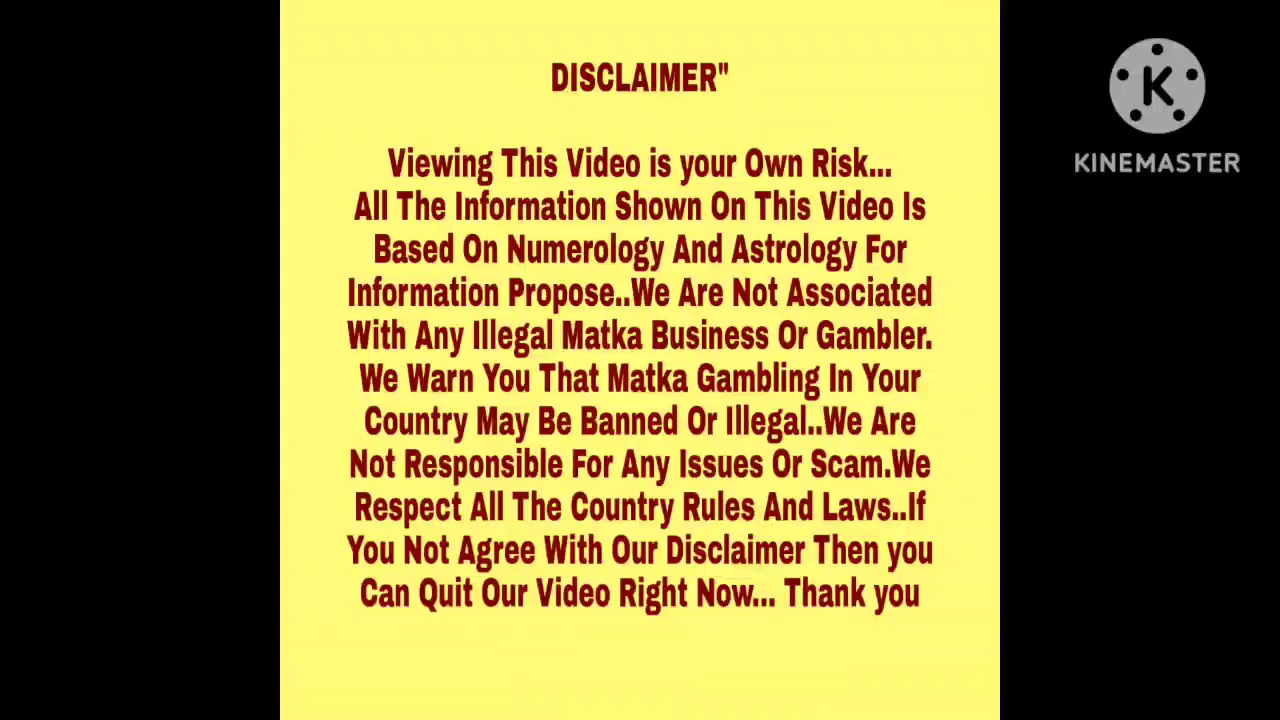 DISCLAIMER"
Viewing This Video is your Own Risk...
All The Information Shown On This Video Is
Based On Numerology And Astrology For
Information Propose..We Are Not Associated
With Any Illegal Matka Business Or Gambler.
We Warn You That Matka Gambling In Your
Country May Be Banned Or Illegal..We Are
Not Responsible For Any Issues Or Scam.We
Respect All The Country Rules And Laws..If
You Not Agree With Our Disclaimer Then you
Can Quit Our Video Right Now... Thank you
K
KINEMASTER